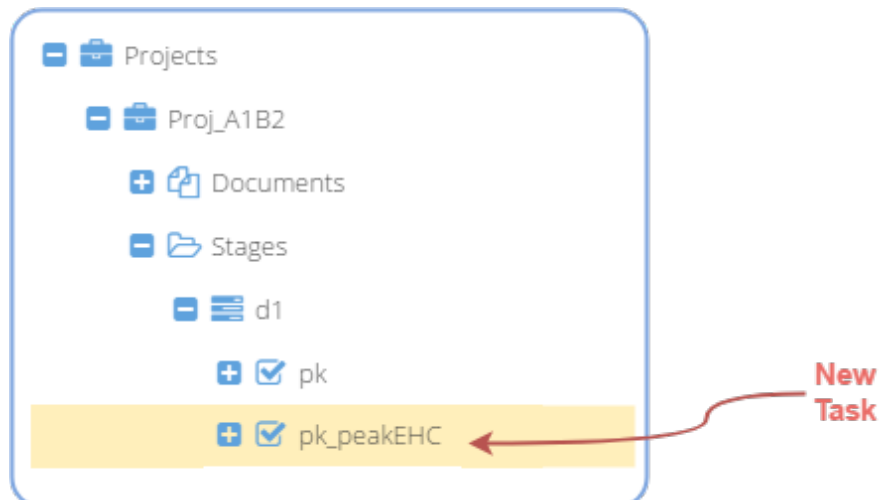 Projects
Proj_A1B2
Documents
Stages
d1
pk
pk_peakEHC
New
Task